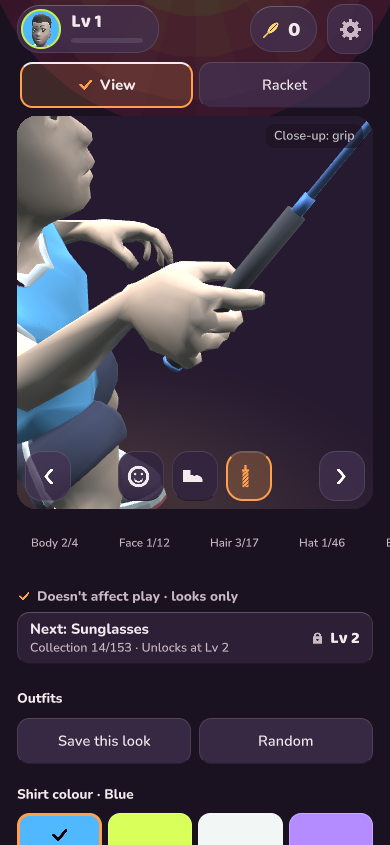 Lv 1
0
View
Racket
Close-up: grip
Body 2/4
Face 1/12
Hair 3/17
Hat 1/46
Doesn't affect play · looks only
Next: Sunglasses
Collection 14/153 · Unlocks at Lv 2
Lv 2
Outfits
Save this look
Random
Shirt colour · Blue